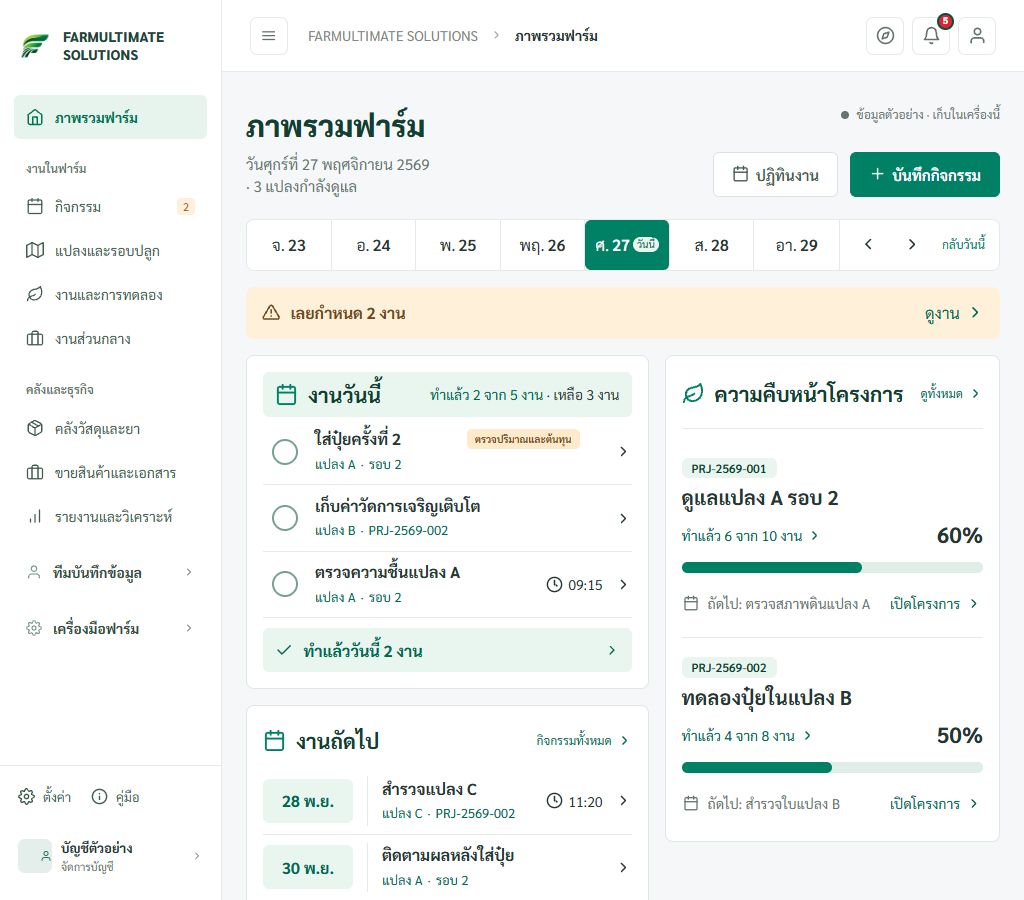 FARMULTIMATE
SOLUTIONS
ภาพรวมฟาร์ม
งานในฟาร์ม
กิจกรรม 2
แปลงและรอบปลูก
งานและการทดลอง
งานส่วนกลาง
คลังและธุรกิจ
คลังวัสดุและยา
ขายสินค้าและเอกสาร
รายงานและวิเคราะห์
ทีมบันทึกข้อมูล
เครื่องมือฟาร์ม
ตั้งค่า คู่มือ
บัญชีตัวอย่าง
จัดการบัญชี
FARMULTIMATE SOLUTIONS ภาพรวมฟาร์ม
5
ภาพรวมฟาร์ม
ข้อมูลตัวอย่าง · เก็บในเครื่องนี้
วันศุกร์ที่ 27 พฤศจิกายน 2569
· 3 แปลงกำลังดูแล
ปฏิทินงาน + บันทึกกิจกรรม
จ. 23 อ. 24 พ. 25 พฤ. 26 ศ. 27 วันนี้ ส. 28 อา. 29 กลับวันนี้
เลยกำหนด 2 งาน ดูงาน
งานวันนี้ ทำแล้ว 2 จาก 5 งาน · เหลือ 3 งาน
ใส่ปุ๋ยครั้งที่ 2 ตรวจปริมาณและต้นทุน
แปลง A · รอบ 2
เก็บค่าวัดการเจริญเติบโต
แปลง B · PRJ-2569-002
ตรวจความชื้นแปลง A 09:15
แปลง A · รอบ 2
ทำแล้ววันนี้ 2 งาน
งานถัดไป กิจกรรมทั้งหมด
28 พ.ย. สำรวจแปลง C 11:20
แปลง C · PRJ-2569-002
30 พ.ย. ติดตามผลหลังใส่ปุ๋ย
แปลง A · รอบ 2
ความคืบหน้าโครงการ ดูทั้งหมด
PRJ-2569-001
ดูแลแปลง A รอบ 2
ทำแล้ว 6 จาก 10 งาน 60%
ถัดไป: ตรวจสภาพดินแปลง A เปิดโครงการ
PRJ-2569-002
ทดลองปุ๋ยในแปลง B
ทำแล้ว 4 จาก 8 งาน 50%
ถัดไป: สำรวจใบแปลง B เปิดโครงการ